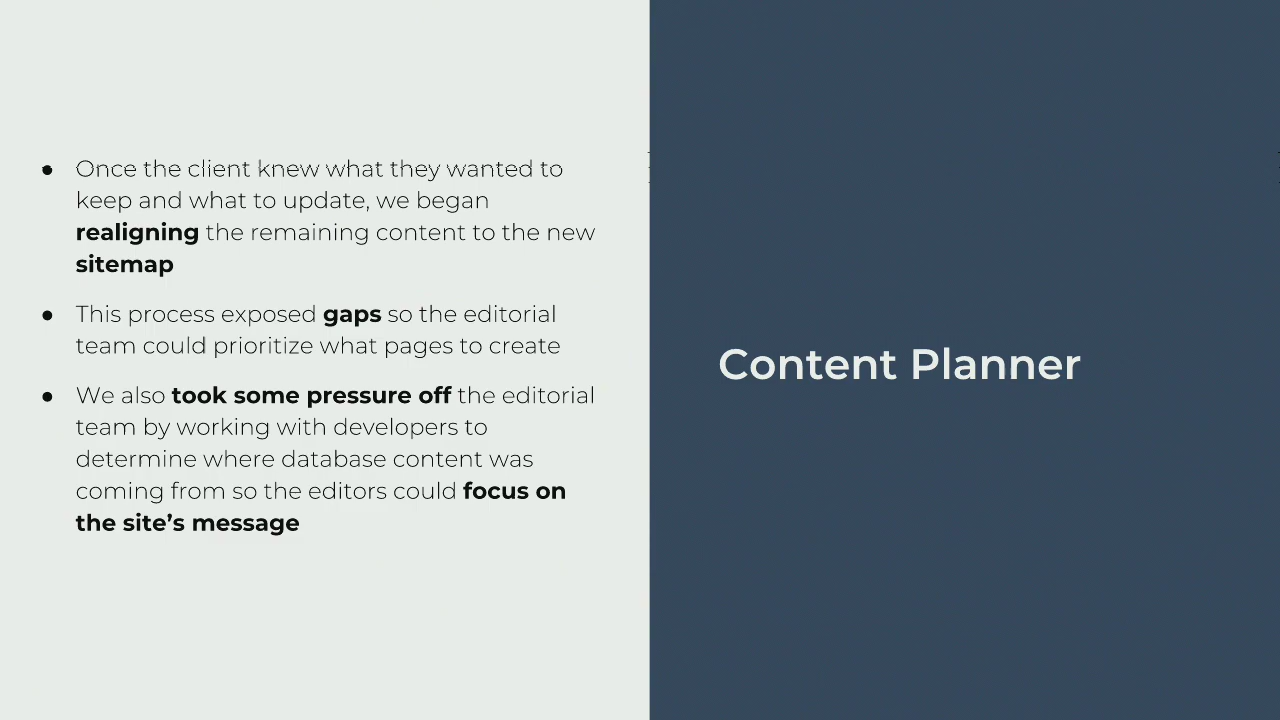 ● Once the client knew what they wanted to
keep and what to update, we began
realigning the remaining content to the new
sitemap
● This process exposed gaps so the editorial
team could prioritize what pages to create
● We also took some pressure off the editorial
team by working with developers to
determine where database content was
coming from so the editors could focus on
the site’s message
Content Planner